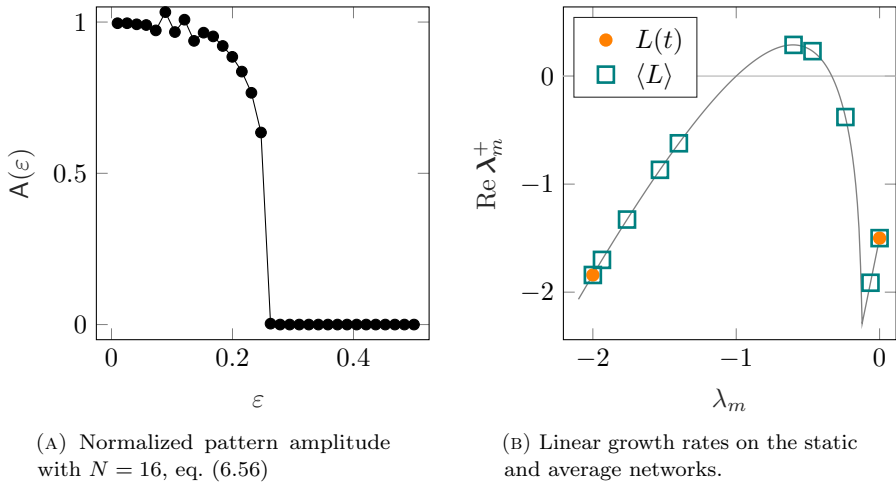 1
0.5
0
A(ε)
0
0.2
0.4
ε
(A) Normalized pattern amplitude
with N = 16, eq. (6.56)
L(t)
⟨L⟩
0
−1
−2
Re λ⁺ₘ
−2
−1
0
λₘ
(B) Linear growth rates on the static
and average networks.